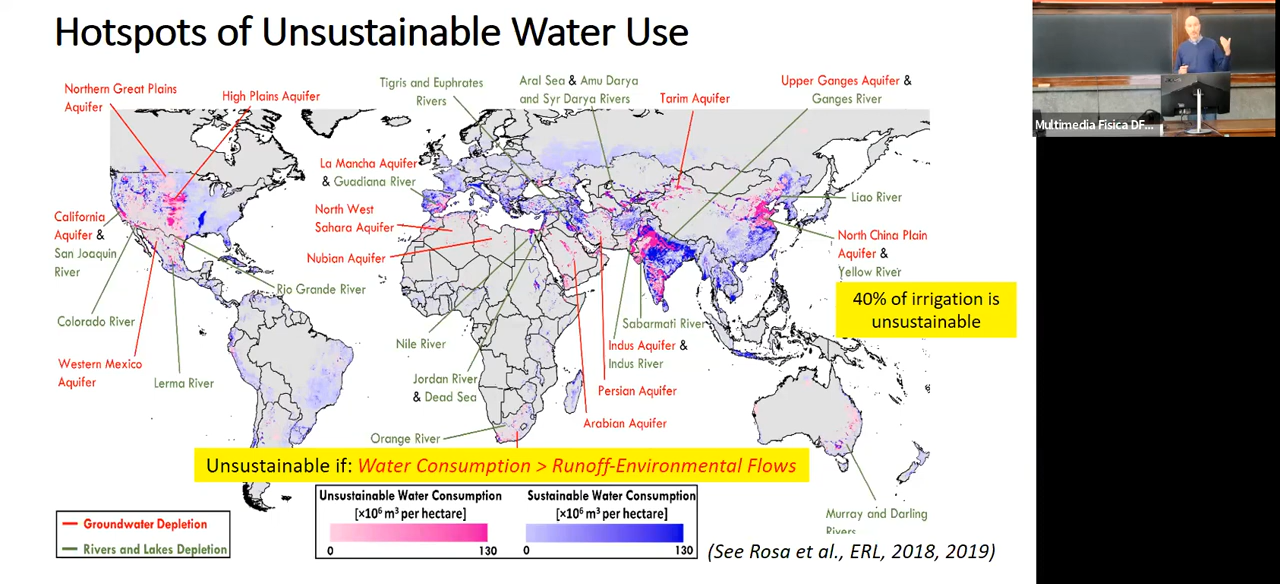 Hotspots of Unsustainable Water Use
Northern Great Plains
Aquifer
High Plains Aquifer
Tigris and Euphrates
Rivers
Aral Sea & Amu Darya
and Syr Darya Rivers
Tarim Aquifer
Upper Ganges Aquifer &
Ganges River
Multimedia Fisica DF...
La Mancha Aquifer
& Guadiana River
Liao River
North West
Sahara Aquifer
California
Aquifer &
San Joaquin
River
North China Plain
Aquifer &
Yellow River
Nubian Aquifer
Rio Grande River
40% of irrigation is
unsustainable
Colorado River
Sabarmati River
Nile River
Indus Aquifer &
Indus River
Western Mexico
Aquifer
Lerma River
Jordan River
& Dead Sea
Persian Aquifer
Arabian Aquifer
Orange River
Unsustainable if: Water Consumption > Runoff-Environmental Flows
Unsustainable Water Consumption
[×10⁶ m³ per hectare]
0 130
Sustainable Water Consumption
[×10⁶ m³ per hectare]
0 130
Murray and Darling
Rivers
Groundwater Depletion
Rivers and Lakes Depletion
(See Rosa et al., ERL, 2018, 2019)